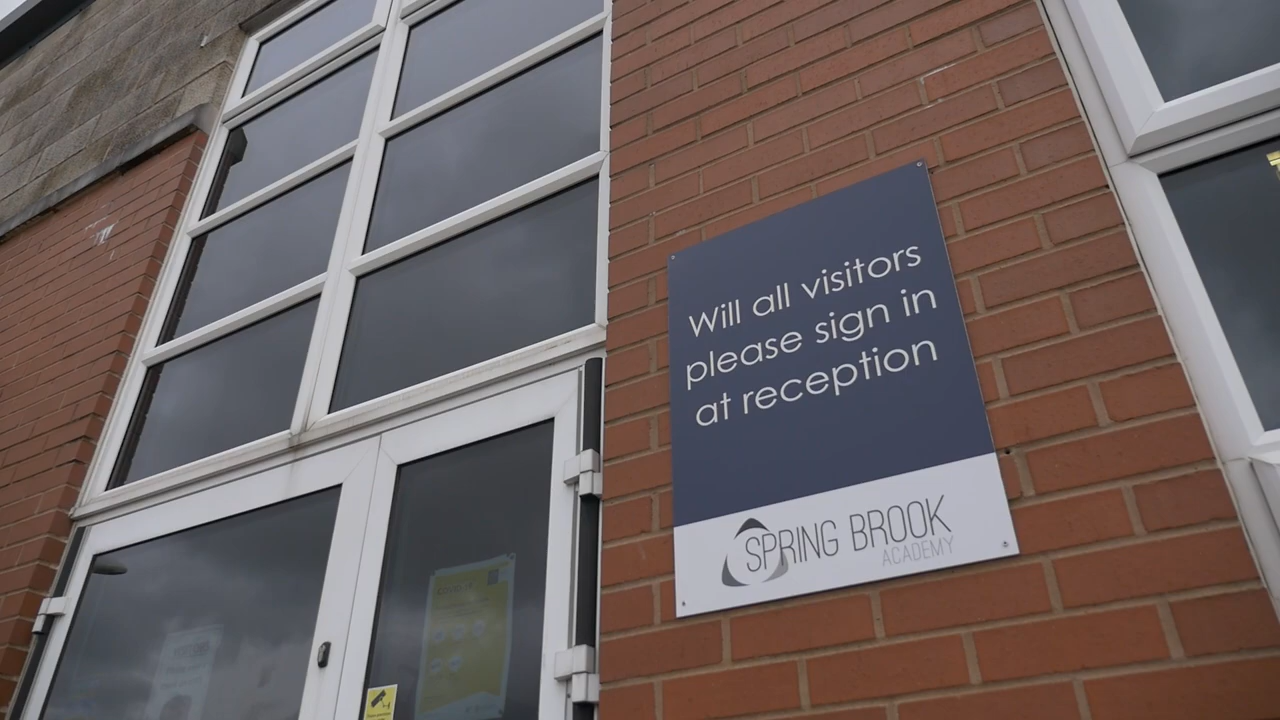 Will all visitors
please sign in
at reception
SPRING BROOK
ACADEMY